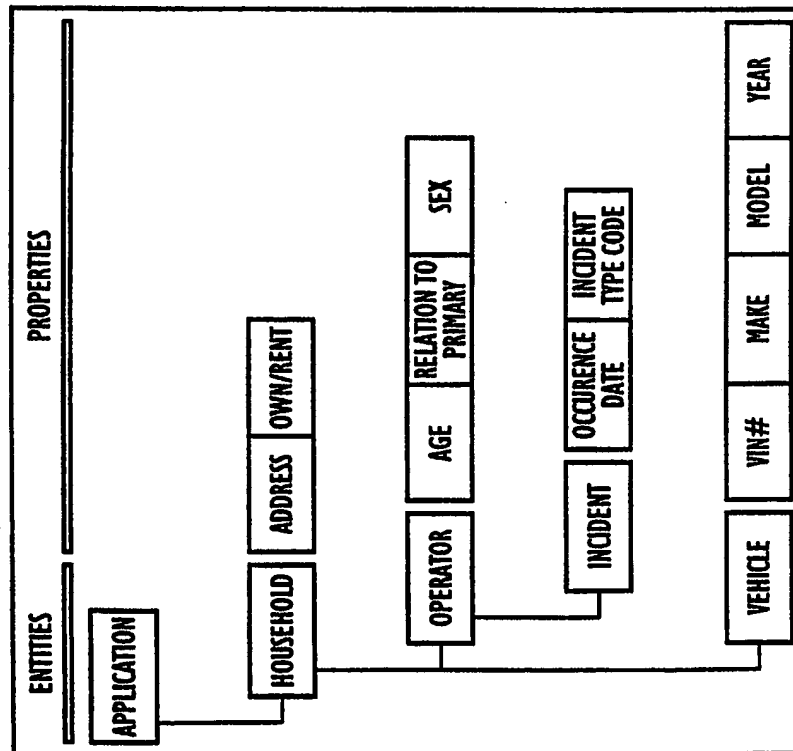 ENTITIES
PROPERTIES
APPLICATION
HOUSEHOLD
ADDRESS
OWN/RENT
OPERATOR
AGE
RELATION TO
PRIMARY
SEX
INCIDENT
OCCURENCE
DATE
INCIDENT
TYPE CODE
VEHICLE
VIN#
MAKE
MODEL
YEAR